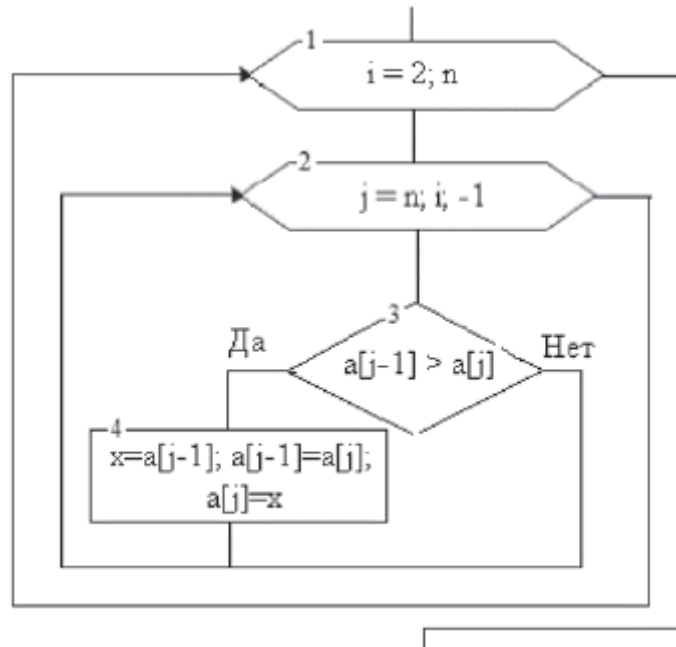 1
i = 2; n
2
j = n; i; -1
3
Да
Нет
a[j-1] > a[j]
4
x=a[j-1]; a[j-1]=a[j];
a[j]=x